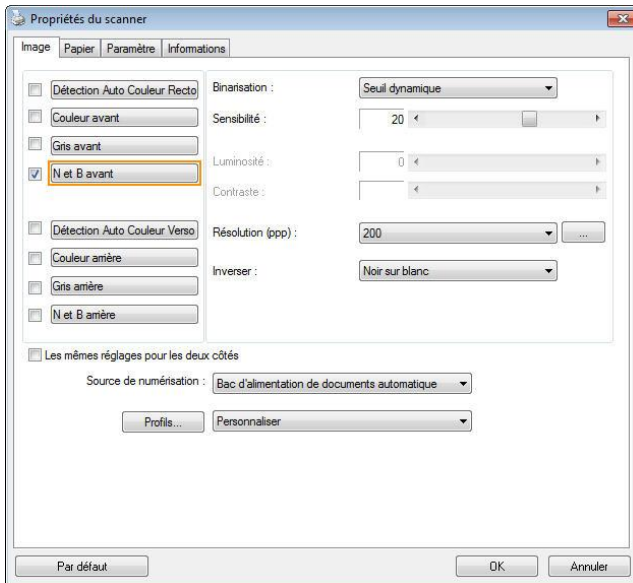 Propriétés du scanner
Image Papier Paramètre Informations
Détection Auto Couleur Recto
Couleur avant
Gris avant
N et B avant
Détection Auto Couleur Verso
Couleur arrière
Gris arrière
N et B arrière
Binarisation : Seuil dynamique
Sensibilité : 20
Luminosité : 0
Contraste :
Résolution (ppp) : 200 ...
Inverser : Noir sur blanc
Les mêmes réglages pour les deux côtés
Source de numérisation : Bac d'alimentation de documents automatique
Profils... Personnaliser
Par défaut OK Annuler